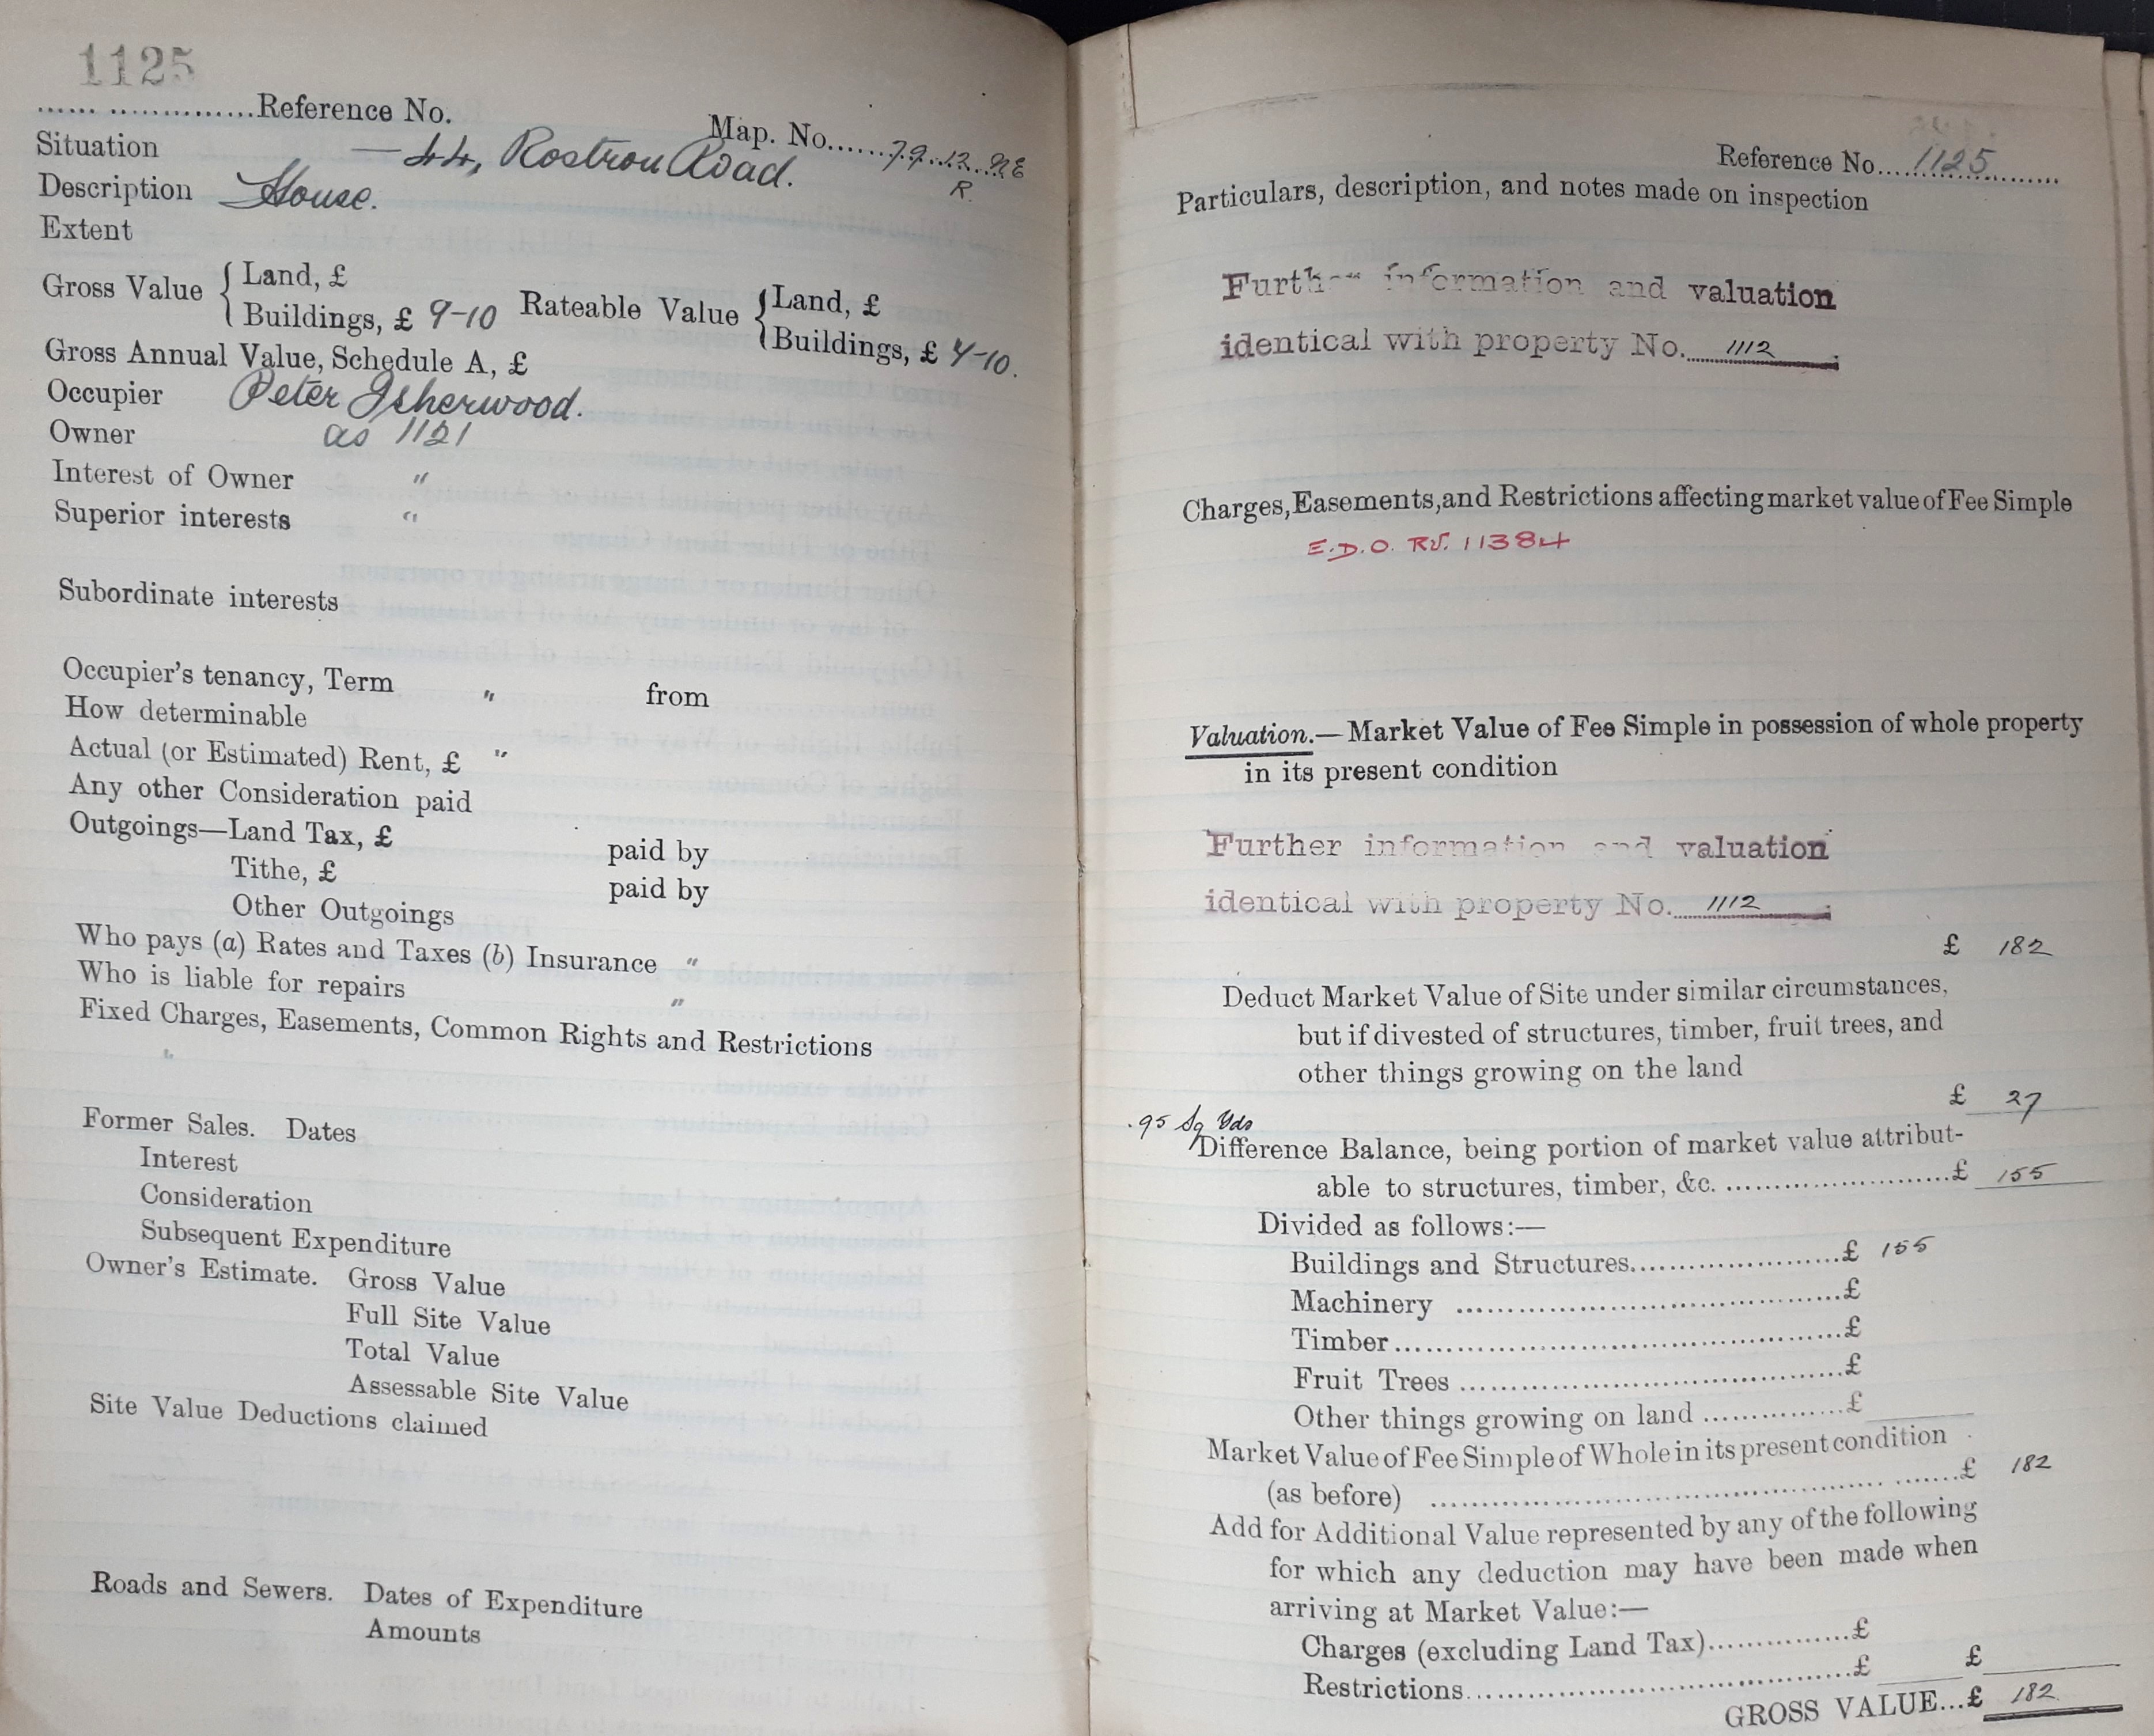 1125
...... ..............Reference No.
Map. No......79..12..NE
R.
Situation — 44, Rostron Road.
Description House.
Extent
Gross Value { Land, £
Buildings, £ 9-10
Rateable Value { Land, £
Buildings, £ 7-10.
Gross Annual Value, Schedule A, £
Occupier Peter Isherwood.
Owner as 1121
Interest of Owner "
Superior interests "
Subordinate interests
Occupier's tenancy, Term " from
How determinable
Actual (or Estimated) Rent, £ "
Any other Consideration paid
Outgoings—Land Tax, £ paid by
Tithe, £ paid by
Other Outgoings
Who pays (a) Rates and Taxes (b) Insurance "
Who is liable for repairs "
Fixed Charges, Easements, Common Rights and Restrictions
"
Former Sales. Dates
Interest
Consideration
Subsequent Expenditure
Owner's Estimate. Gross Value
Full Site Value
Total Value
Assessable Site Value
Site Value Deductions claimed
Roads and Sewers. Dates of Expenditure
Amounts
Reference No....1125............
Particulars, description, and notes made on inspection
Further information and valuation
identical with property No. 1112
Charges, Easements, and Restrictions affecting market value of Fee Simple
E.D.O. RV. 11384
Valuation.—Market Value of Fee Simple in possession of whole property
in its present condition
Further information and valuation
identical with property No. 1112
£ 182
Deduct Market Value of Site under similar circumstances,
but if divested of structures, timber, fruit trees, and
other things growing on the land
£ 27
.95 Sq Yds
Difference Balance, being portion of market value attribut-
able to structures, timber, &c. .........................£ 155
Divided as follows:—
Buildings and Structures.......................£ 155
Machinery ..........................................£
Timber................................................£
Fruit Trees ..........................................£
Other things growing on land ................£
Market Value of Fee Simple of Whole in its present condition
(as before) .......................................................£ 182
Add for Additional Value represented by any of the following
for which any deduction may have been made when
arriving at Market Value:—
Charges (excluding Land Tax)................£
Restrictions..........................................£ £
GROSS VALUE...£ 182